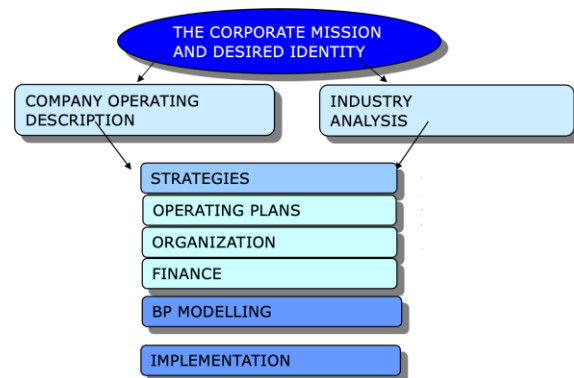 THE CORPORATE MISSION
AND DESIRED IDENTITY
COMPANY OPERATING
DESCRIPTION
INDUSTRY
ANALYSIS
STRATEGIES
OPERATING PLANS
ORGANIZATION
FINANCE
BP MODELLING
IMPLEMENTATION